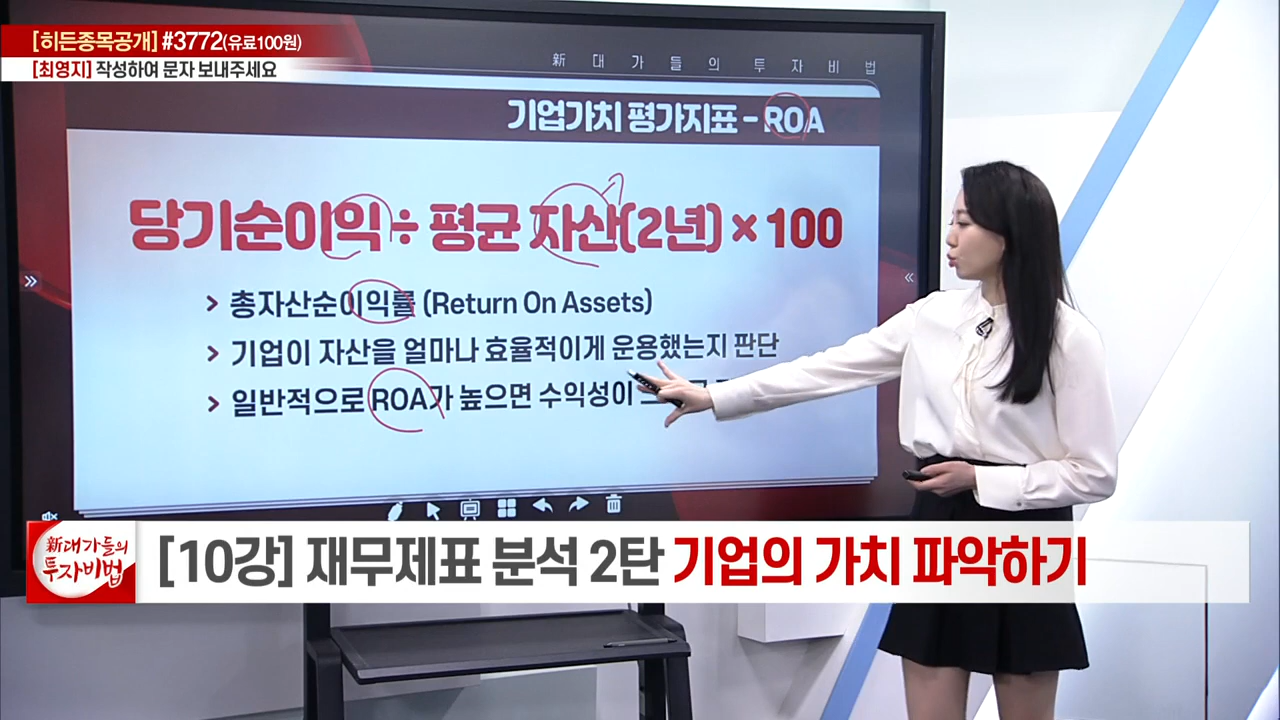 [히든종목공개] #3772(유료100원)
[최영지] 작성하여 문자 보내주세요
新 대 가 들 의 투 자 비 법
기업가치 평가지표 - ROA
당기순이익 ÷ 평균 자산(2년) × 100
> 총자산순이익률 (Return On Assets)
> 기업이 자산을 얼마나 효율적이게 운용했는지 판단
> 일반적으로 ROA가 높으면 수익성이
新대가들의
투자비법
[10강] 재무제표 분석 2탄 기업의 가치 파악하기